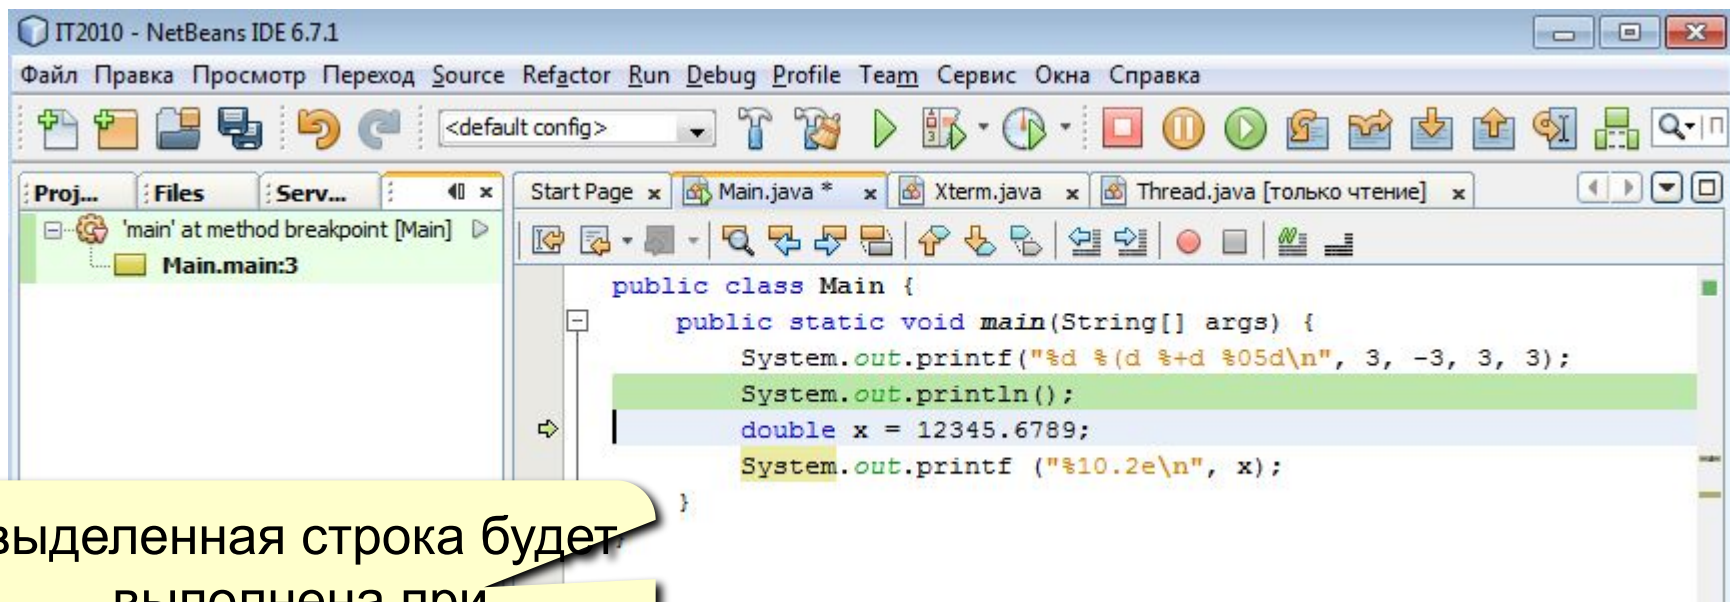 IT2010 - NetBeans IDE 6.7.1
Файл Правка Просмотр Переход Source Refactor Run Debug Profile Team Сервис Окна Справка
<default config>
Proj... Files Serv...
Start Page Main.java * Xterm.java Thread.java [только чтение]
'main' at method breakpoint [Main]
Main.main:3
public class Main {
public static void main(String[] args) {
System.out.printf("%d %(d %+d %05d\n", 3, -3, 3, 3);
System.out.println();
double x = 12345.6789;
System.out.printf ("%10.2e\n", x);
}
выделенная строка будет
выполнена при